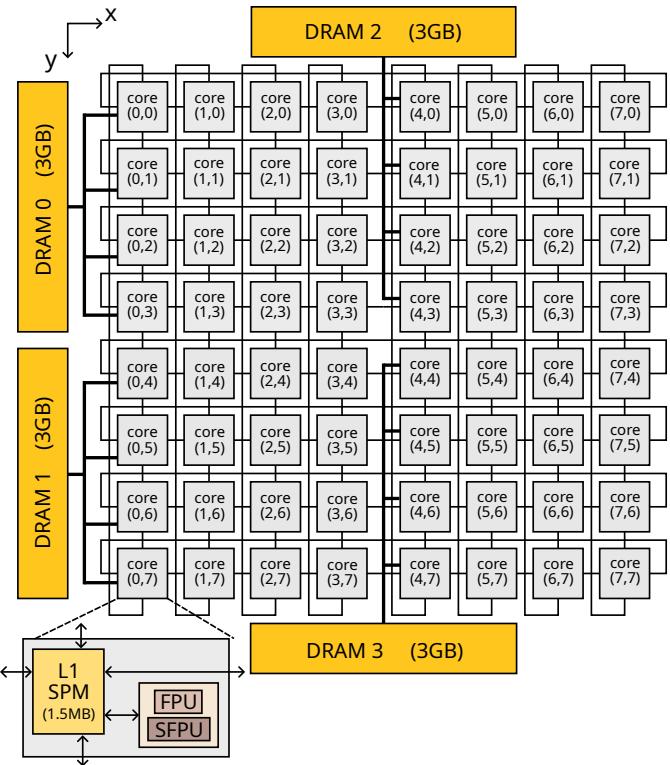 x
y
DRAM 2 (3GB)
DRAM 0 (3GB)
DRAM 1 (3GB)
core core core core core core core core
(0,0) (1,0) (2,0) (3,0) (4,0) (5,0) (6,0) (7,0)
core core core core core core core core
(0,1) (1,1) (2,1) (3,1) (4,1) (5,1) (6,1) (7,1)
core core core core core core core core
(0,2) (1,2) (2,2) (3,2) (4,2) (5,2) (6,2) (7,2)
core core core core core core core core
(0,3) (1,3) (2,3) (3,3) (4,3) (5,3) (6,3) (7,3)
core core core core core core core core
(0,4) (1,4) (2,4) (3,4) (4,4) (5,4) (6,4) (7,4)
core core core core core core core core
(0,5) (1,5) (2,5) (3,5) (4,5) (5,5) (6,5) (7,5)
core core core core core core core core
(0,6) (1,6) (2,6) (3,6) (4,6) (5,6) (6,6) (7,6)
core core core core core core core core
(0,7) (1,7) (2,7) (3,7) (4,7) (5,7) (6,7) (7,7)
DRAM 3 (3GB)
L1
SPM
(1.5MB)
FPU
SFPU